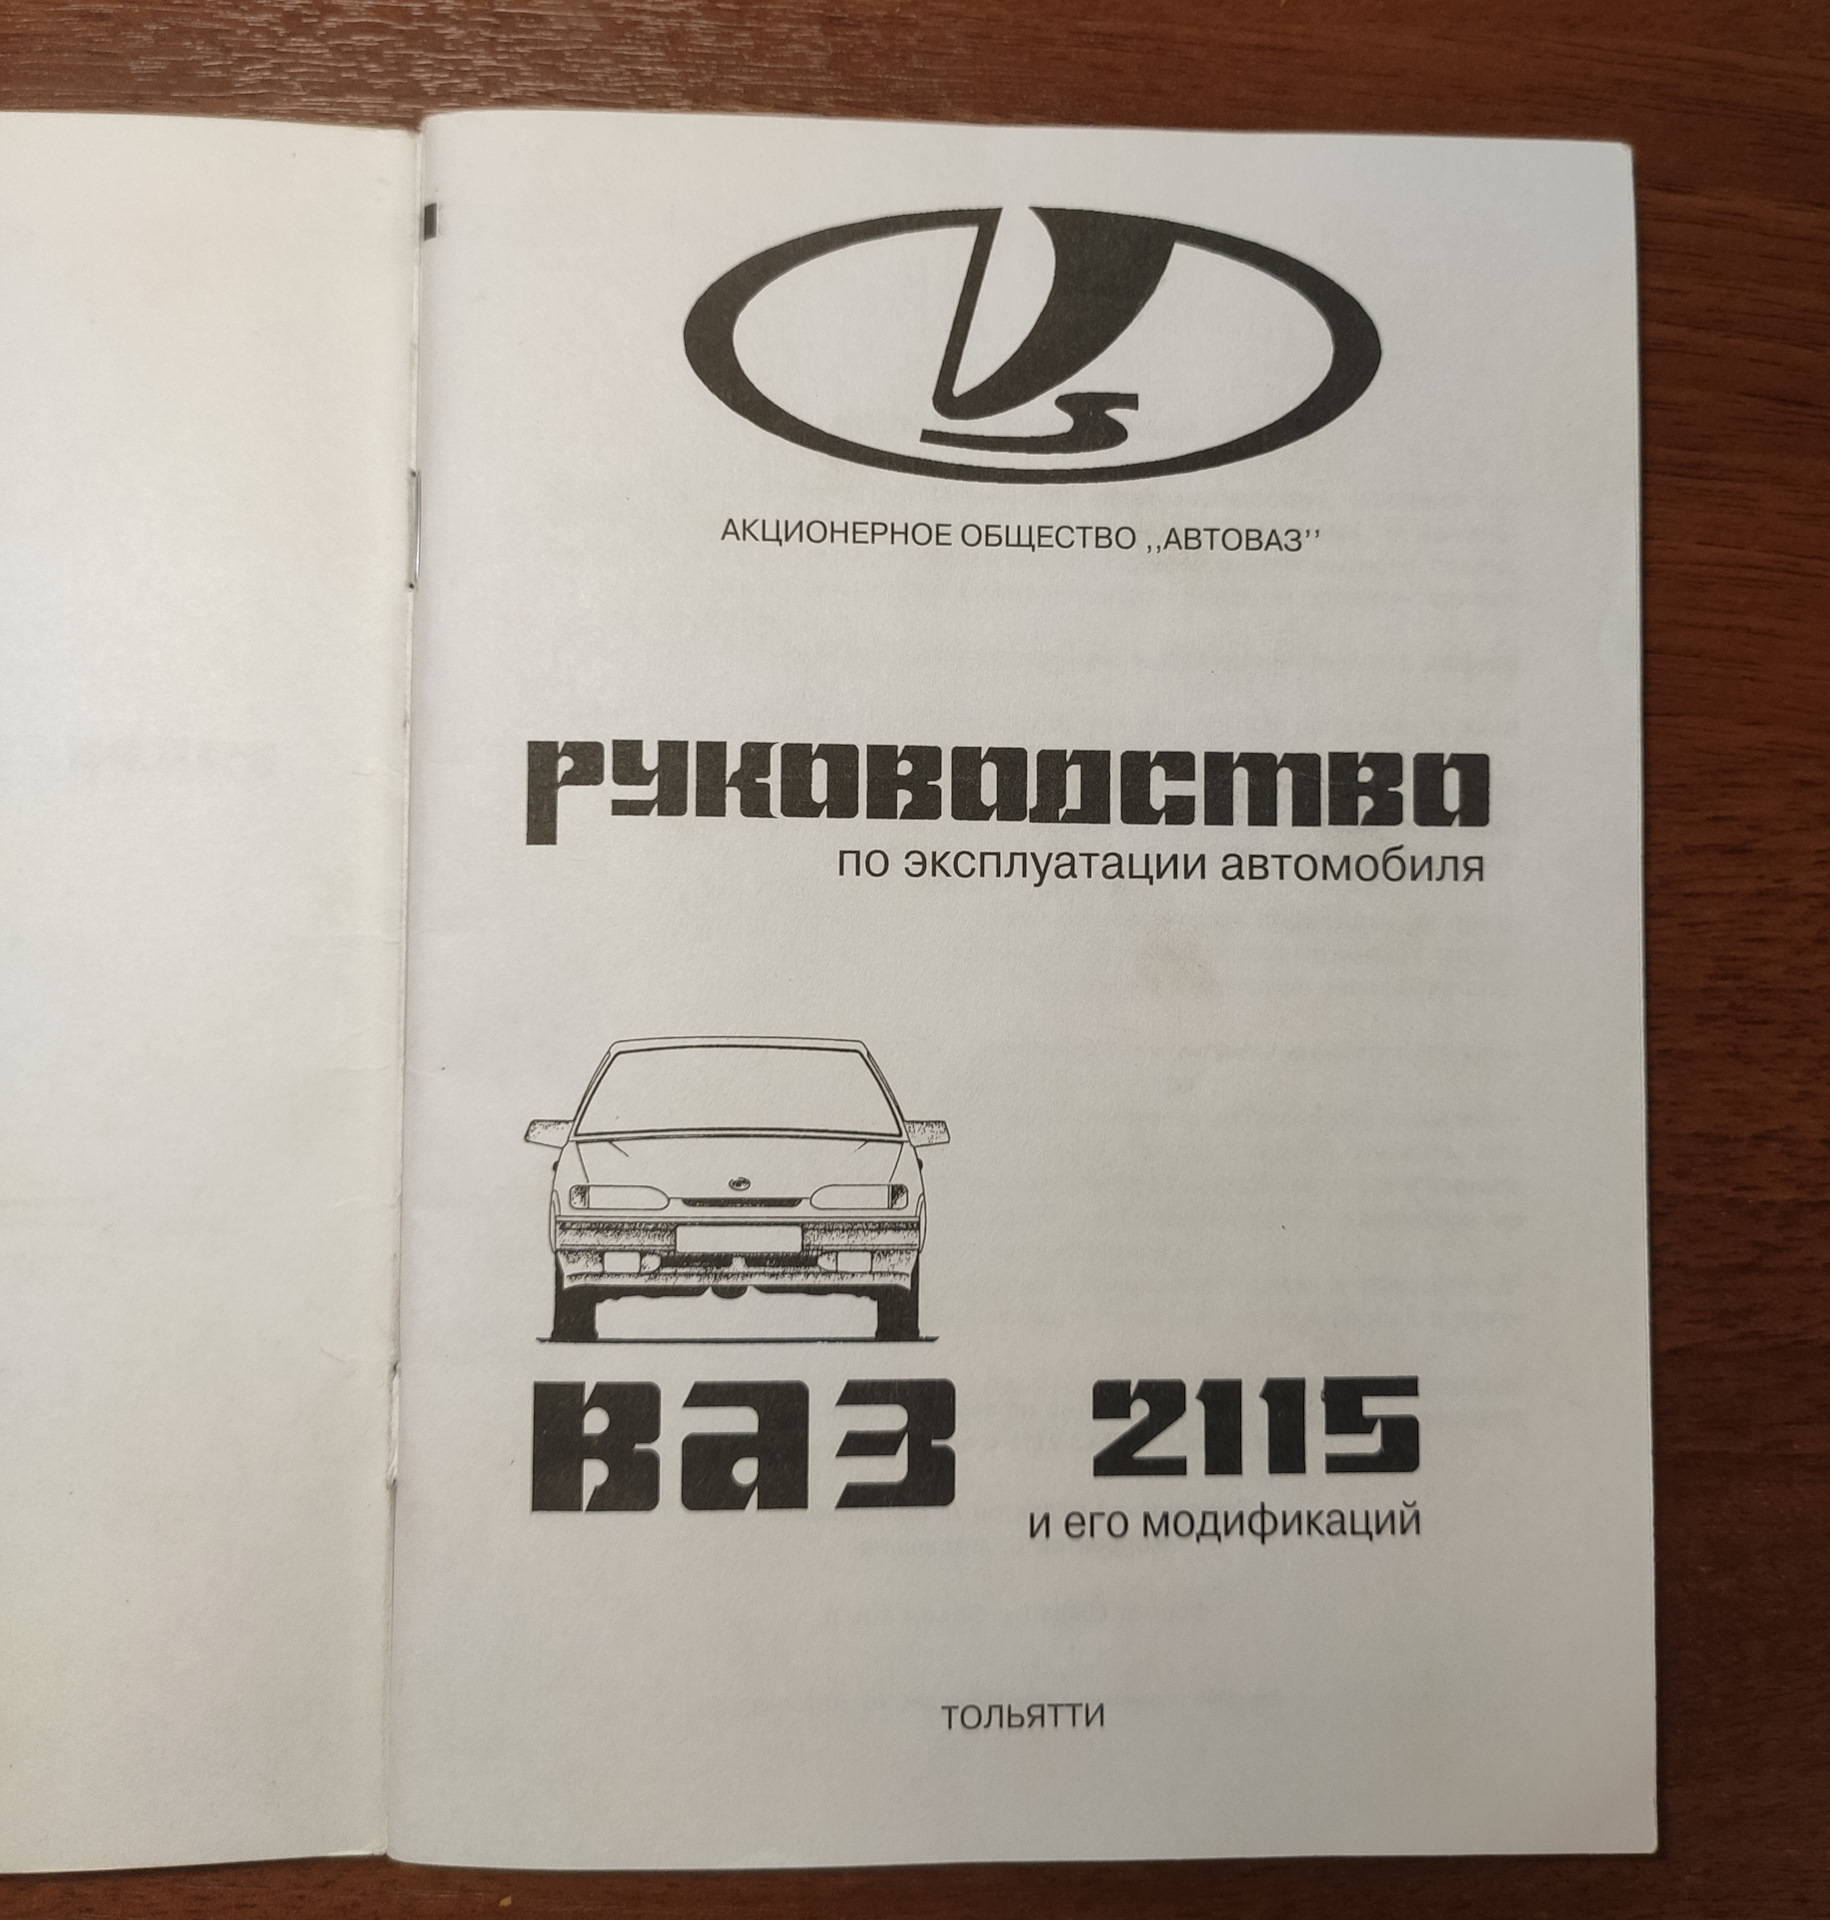 АКЦИОНЕРНОЕ ОБЩЕСТВО ,,АВТОВАЗ’’
РУКОВОДСТВО
по эксплуатации автомобиля
ВАЗ 2115
и его модификаций
ТОЛЬЯТТИ